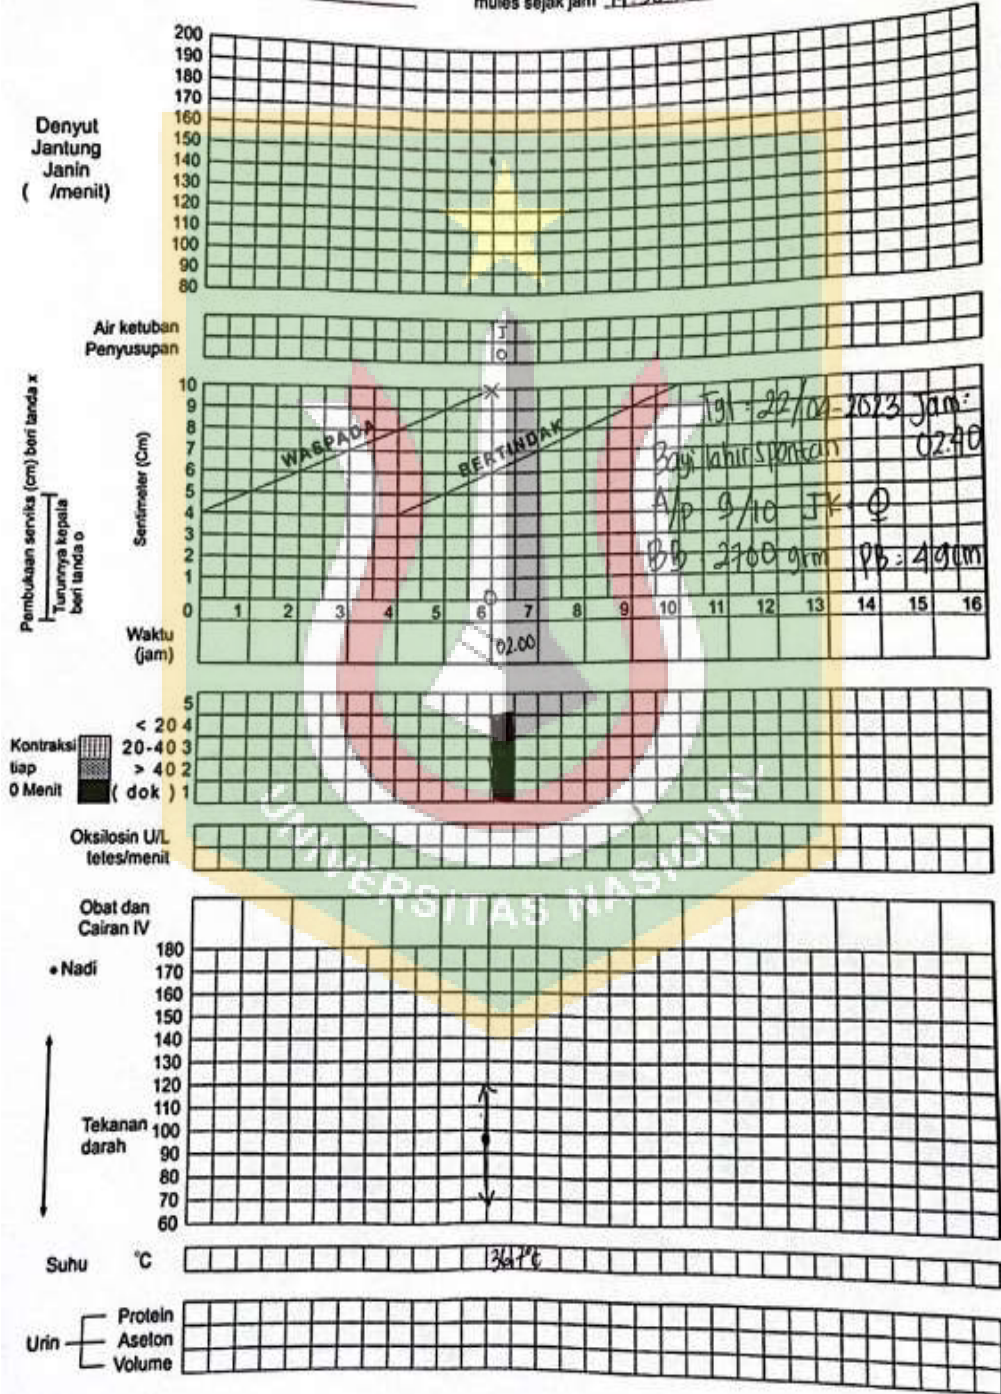 mules sejak jam
200
190
180
170
160
150
140
130
120
110
100
90
80
Denyut
Jantung
Janin
( /menit)
Air ketuban
Penyusupan
J
O
Pembukaan serviks (cm) beri tanda x
Turunnya kepala
beri tanda o
Sentimeter (Cm)
10
9
8
7
6
5
4
3
2
1
0
WASPADA
BERTINDAK
X
O
Tgl : 22/04-2023 Jam:
02.40
Bayi lahir spontan
A/p 9/10 JK ♀
BB : 2700 grm PB: 49cm
1 2 3 4 5 6 7 8 9 10 11 12 13 14 15 16
Waktu
(jam)
02.00
Kontraksi
tiap
0 Menit
< 20 4
20-40 3
> 40 2
( dok ) 1
5
Oksilosin U/L
tetes/menit
Obat dan
Cairan IV
• Nadi
Tekanan
darah
180
170
160
150
140
130
120
110
100
90
80
70
60
Suhu °C
36,7°C
Urin
Protein
Aseton
Volume
UNIVERSITAS NASIONAL